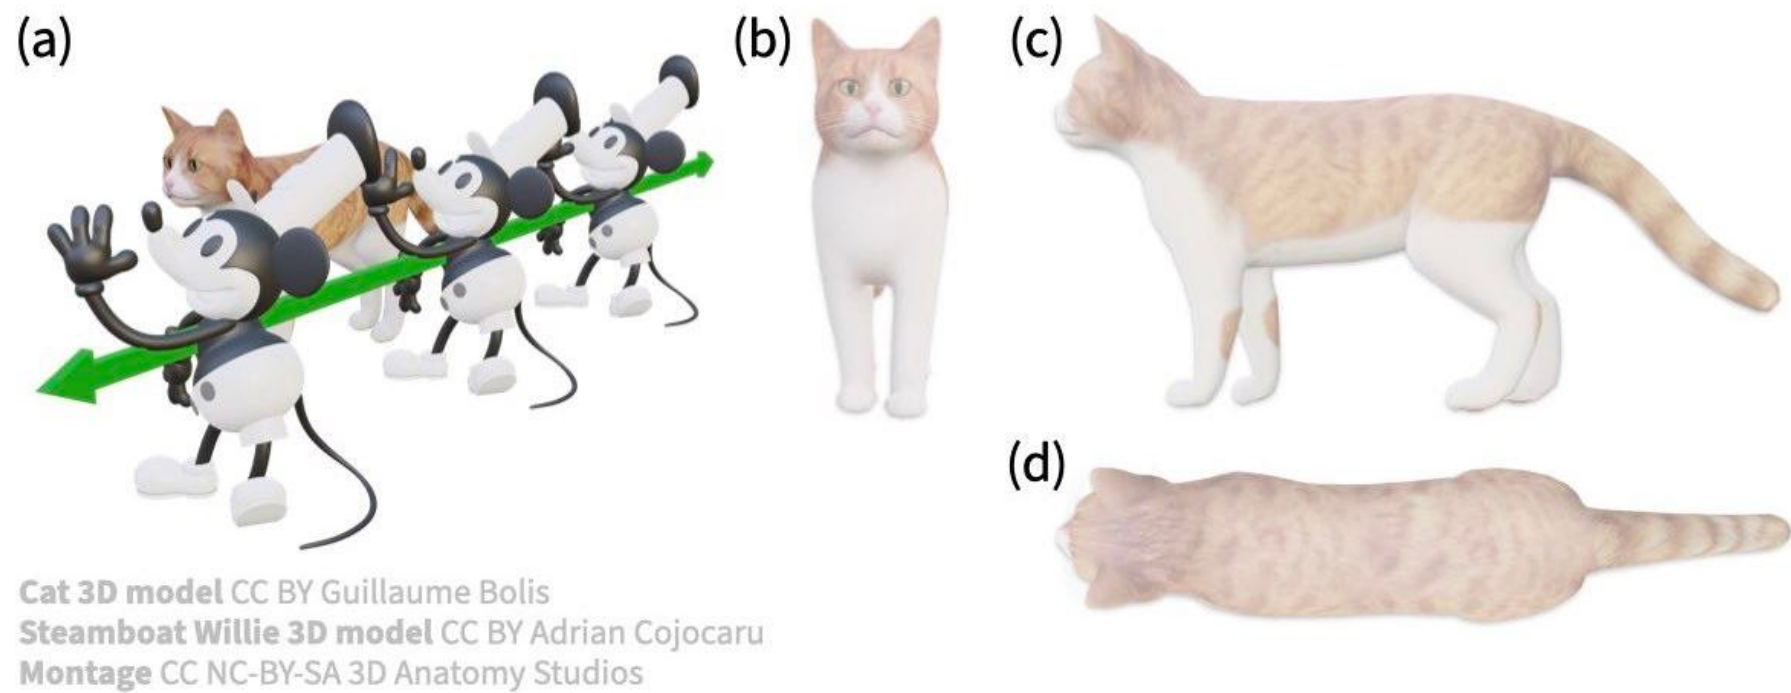 (a)
(b)
(c)
(d)
Cat 3D model CC BY Guillaume Bolis
Steamboat Willie 3D model CC BY Adrian Cojocaru
Montage CC NC-BY-SA 3D Anatomy Studios